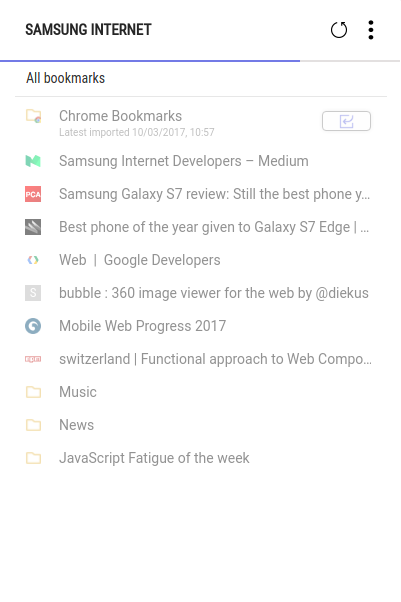 SAMSUNG INTERNET
All bookmarks
Chrome Bookmarks
Latest imported 10/03/2017, 10:57
Samsung Internet Developers – Medium
PCA
Samsung Galaxy S7 review: Still the best phone y...
Best phone of the year given to Galaxy S7 Edge | ...
Web | Google Developers
S
bubble : 360 image viewer for the web by @diekus
Mobile Web Progress 2017
npm
switzerland | Functional approach to Web Compo...
Music
News
JavaScript Fatigue of the week